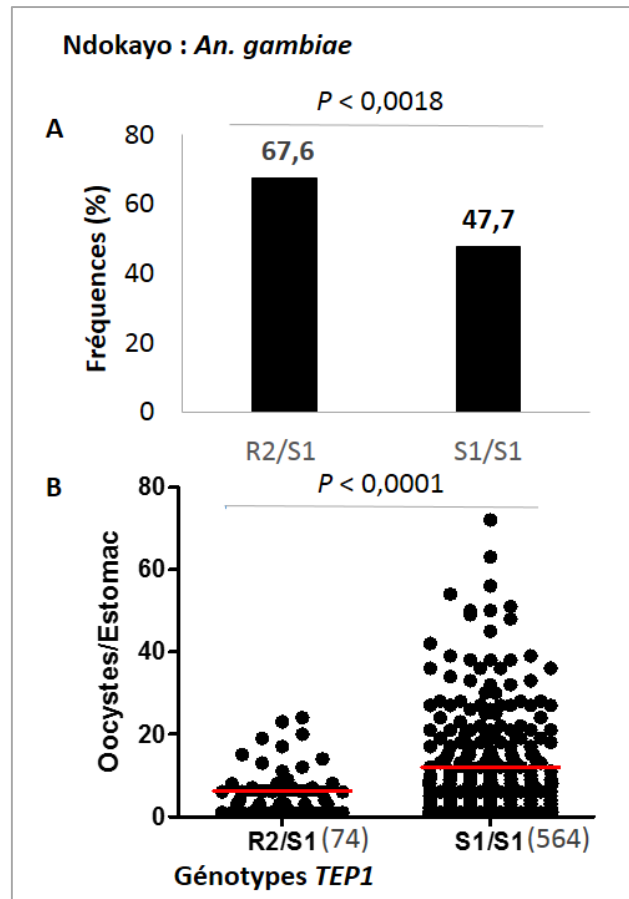 Ndokayo : An. gambiae
P < 0,0018
A
80
67,6
60
47,7
40
20
0
Fréquences (%)
R2/S1
S1/S1
B
P < 0,0001
80
60
40
20
0
Oocystes/Estomac
R2/S1 (74)
S1/S1 (564)
Génotypes TEP1